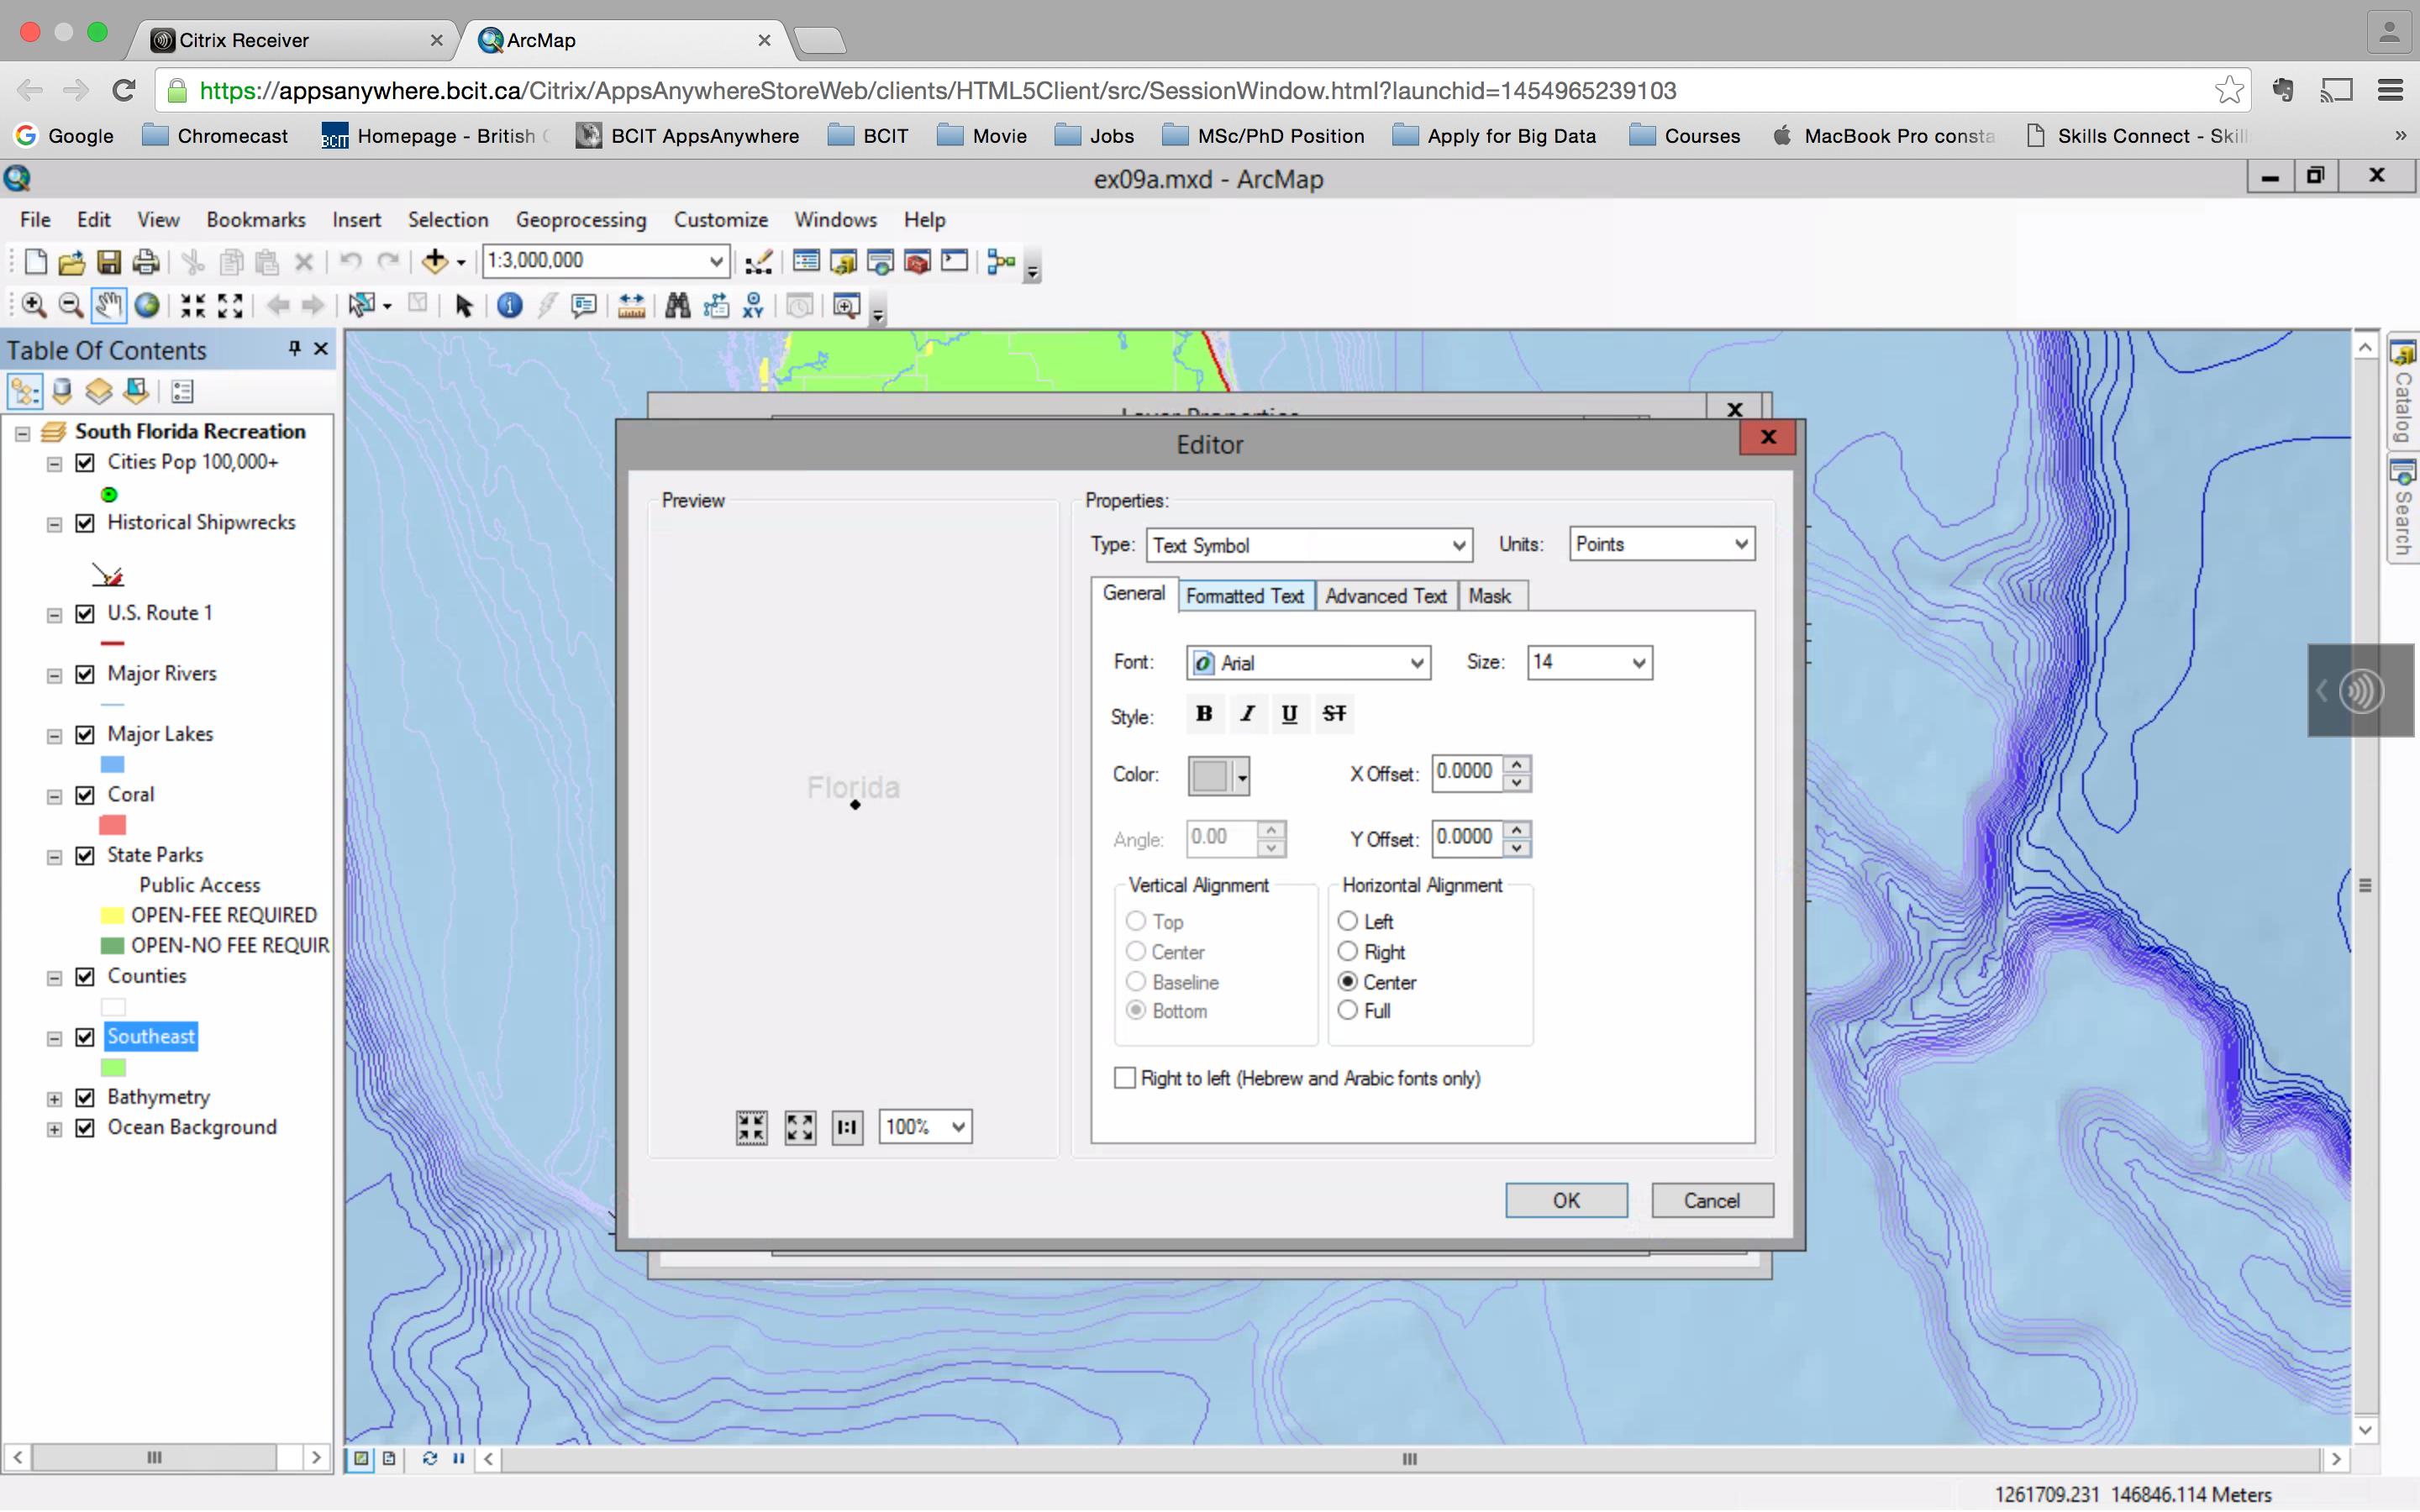 Citrix Receiver
ArcMap
https://appsanywhere.bcit.ca/Citrix/AppsAnywhereStoreWeb/clients/HTML5Client/src/SessionWindow.html?launchid=1454965239103
Google Chromecast Homepage - British BCIT AppsAnywhere BCIT Movie Jobs MSc/PhD Position Apply for Big Data Courses MacBook Pro consta Skills Connect - Skil »
ex09a.mxd - ArcMap
File Edit View Bookmarks Insert Selection Geoprocessing Customize Windows Help
1:3,000,000
Table Of Contents
South Florida Recreation
Cities Pop 100,000+
Historical Shipwrecks
U.S. Route 1
Major Rivers
Major Lakes
Coral
State Parks
Public Access
OPEN-FEE REQUIRED
OPEN-NO FEE REQUIR
Counties
Southeast
Bathymetry
Ocean Background
Layer Properties
Editor
Preview
Florida
100%
Properties:
Type: Text Symbol Units: Points
General Formatted Text Advanced Text Mask
Font: Arial Size: 14
Style: B I U ST
Color: X Offset: 0.0000
Angle: 0.00 Y Offset: 0.0000
Vertical Alignment
Top
Center
Baseline
Bottom
Horizontal Alignment
Left
Right
Center
Full
Right to left (Hebrew and Arabic fonts only)
OK Cancel
Catalog
Search
1261709.231 146846.114 Meters